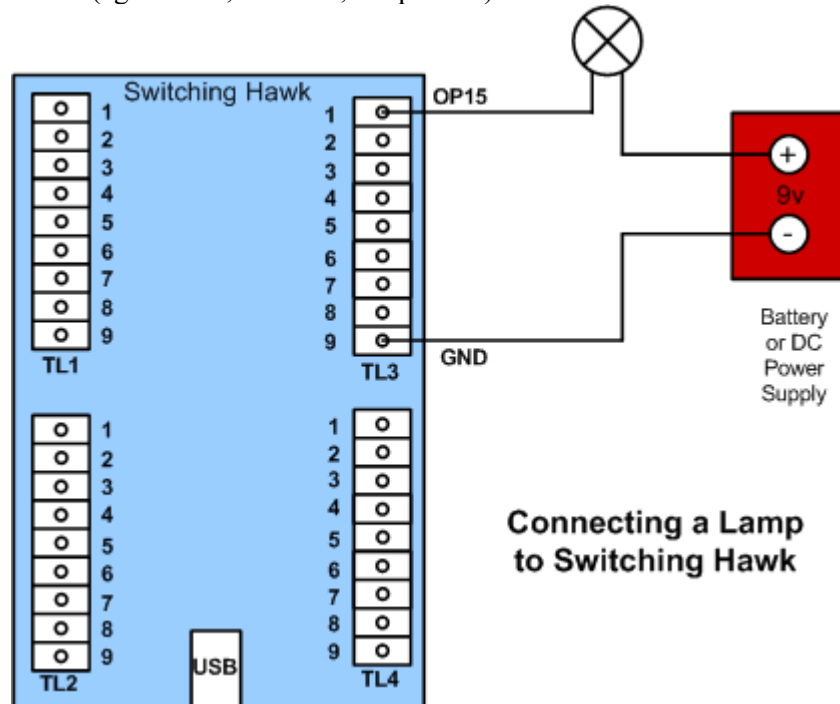 Switching Hawk
1
2
3
4
5
6
7
8
9
TL1
1
2
3
4
5
6
7
8
9
TL3
OP15
GND
+
9v
-
Battery
or DC
Power
Supply
1
2
3
4
5
6
7
8
9
TL2
1
2
3
4
5
6
7
8
9
TL4
USB
Connecting a Lamp
to Switching Hawk